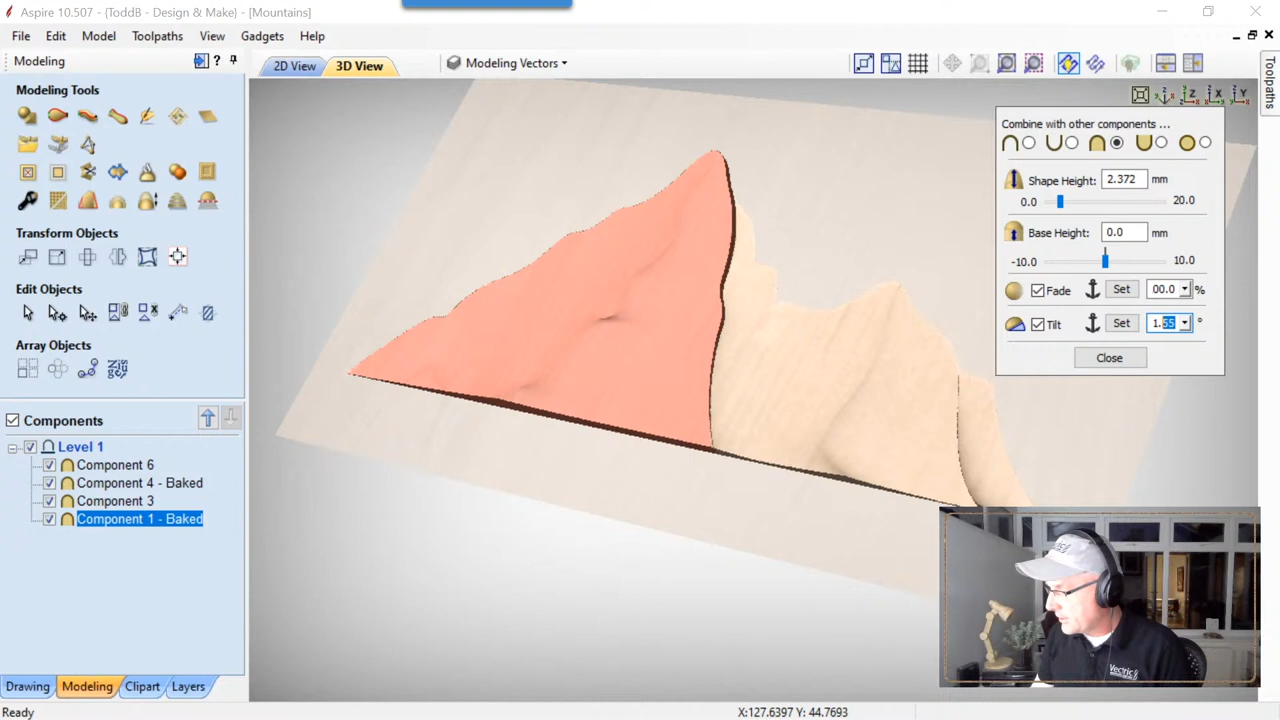 Aspire 10.507 - {ToddB - Design & Make} - [Mountains]
File Edit Model Toolpaths View Gadgets Help
Modeling ?
2D View 3D View Modeling Vectors
Toolpaths
Modeling Tools
Transform Objects
Edit Objects
Array Objects
Components
Level 1
Component 6
Component 4 - Baked
Component 3
Component 1 - Baked
Combine with other components ...
Shape Height: 2.372 mm
0.0 20.0
Base Height: 0.0 mm
-10.0 10.0
Fade Set 00.0 %
Tilt Set 1.55 °
Close
Vectric
Drawing Modeling Clipart Layers
Ready X:127.6397 Y: 44.7693